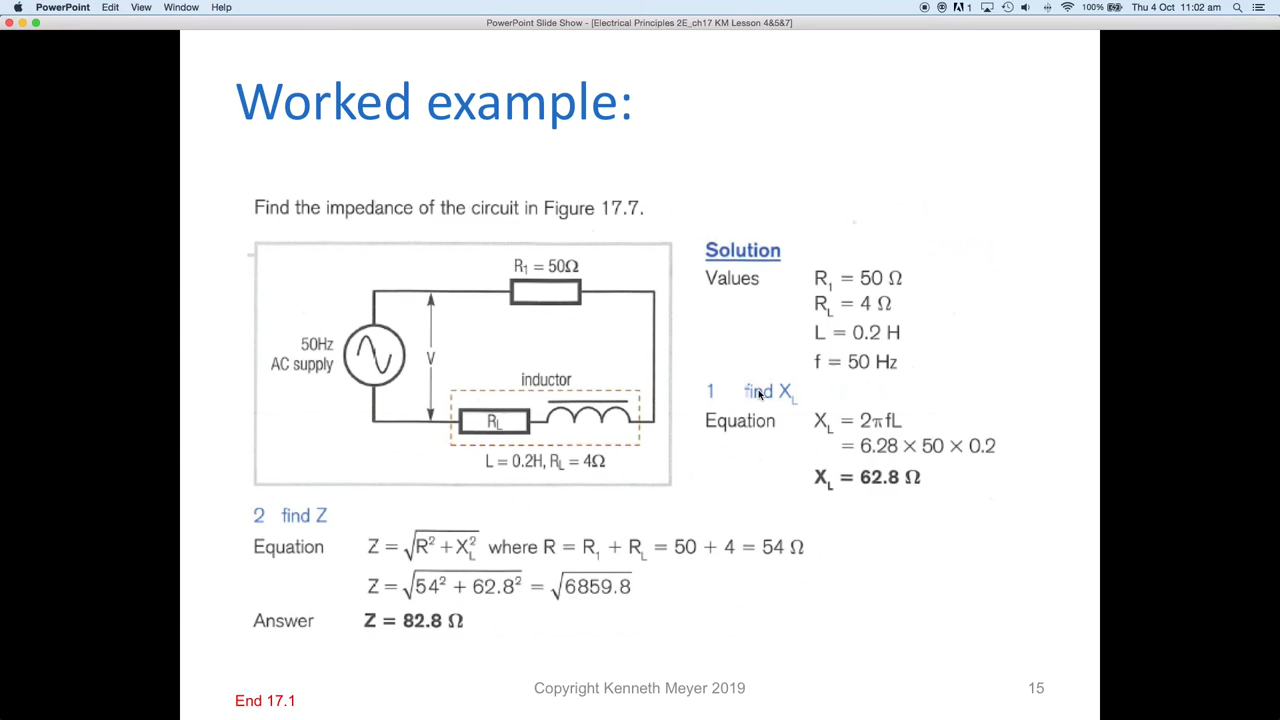 PowerPoint Edit View Window Help 1 100% Thu 4 Oct 11:02 am
PowerPoint Slide Show - [Electrical Principles 2E_ch17 KM Lesson 4&5&7]
Worked example:
Find the impedance of the circuit in Figure 17.7.
R₁ = 50Ω
50Hz
AC supply
V
inductor
R_L
L = 0.2H, R_L = 4Ω
Solution
Values R₁ = 50 Ω
R_L = 4 Ω
L = 0.2 H
f = 50 Hz
1 find X_L
Equation X_L = 2πfL
= 6.28 × 50 × 0.2
X_L = 62.8 Ω
2 find Z
Equation Z = √(R² + X_L²) where R = R₁ + R_L = 50 + 4 = 54 Ω
Z = √(54² + 62.8²) = √6859.8
Answer Z = 82.8 Ω
End 17.1
Copyright Kenneth Meyer 2019
15